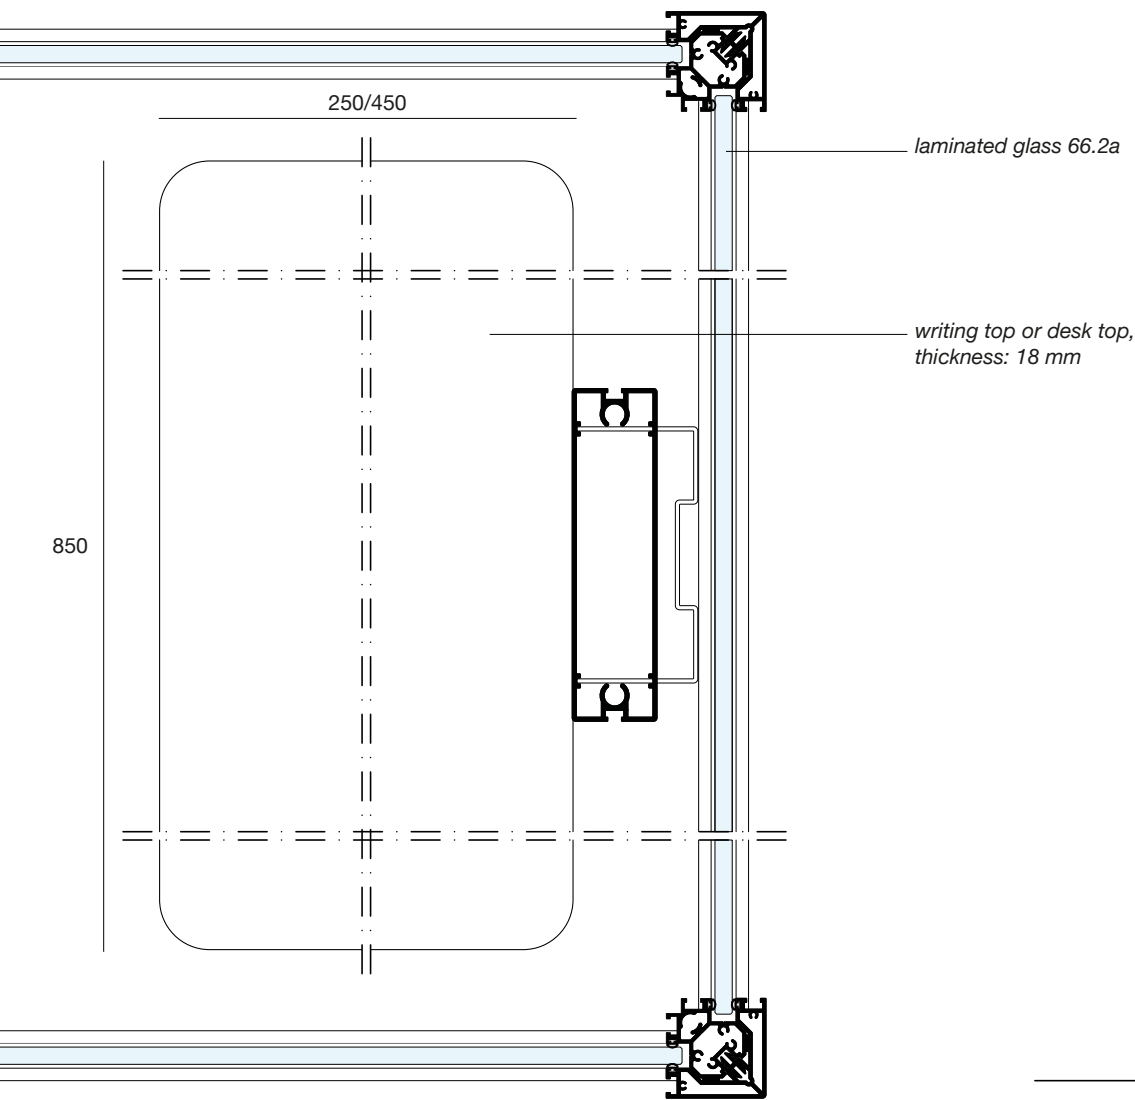 250/450
laminated glass 66.2a
writing top or desk top,
thickness: 18 mm
850